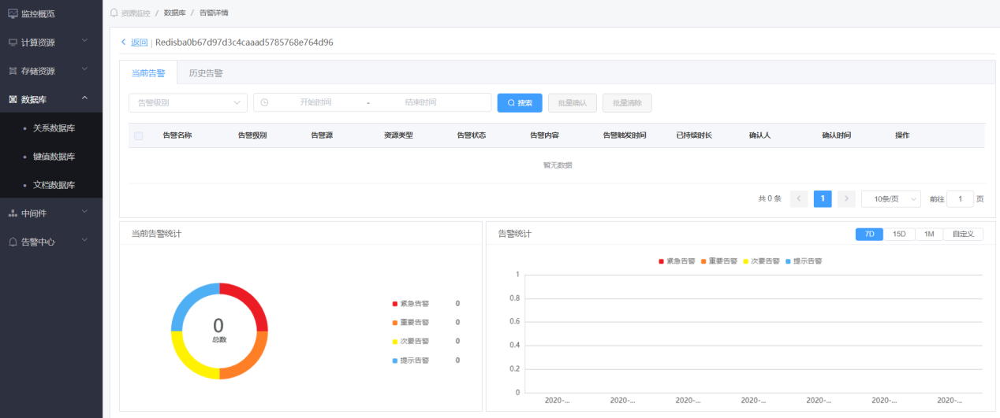 监控概览
计算资源
存储资源
数据库
关系数据库
键值数据库
文档数据库
中间件
告警中心
资源监控 / 数据库 / 告警详情
返回 | Redisba0b67d97d3c4caaad5785768e764d96
当前告警 历史告警
告警级别 开始时间 - 结束时间 搜索 批量确认 批量清除
告警名称 告警级别 告警源 资源类型 告警状态 告警内容 告警触发时间 已持续时长 确认人 确认时间 操作
暂无数据
共 0 条 1 10条/页 前往 1 页
当前告警统计
0
总数
紧急告警 0
重要告警 0
次要告警 0
提示告警 0
告警统计 7D 15D 1M 自定义
紧急告警 重要告警 次要告警 提示告警
1
0.8
0.6
0.4
0.2
0
2020-... 2020-... 2020-... 2020-... 2020-... 2020-... 2020-...